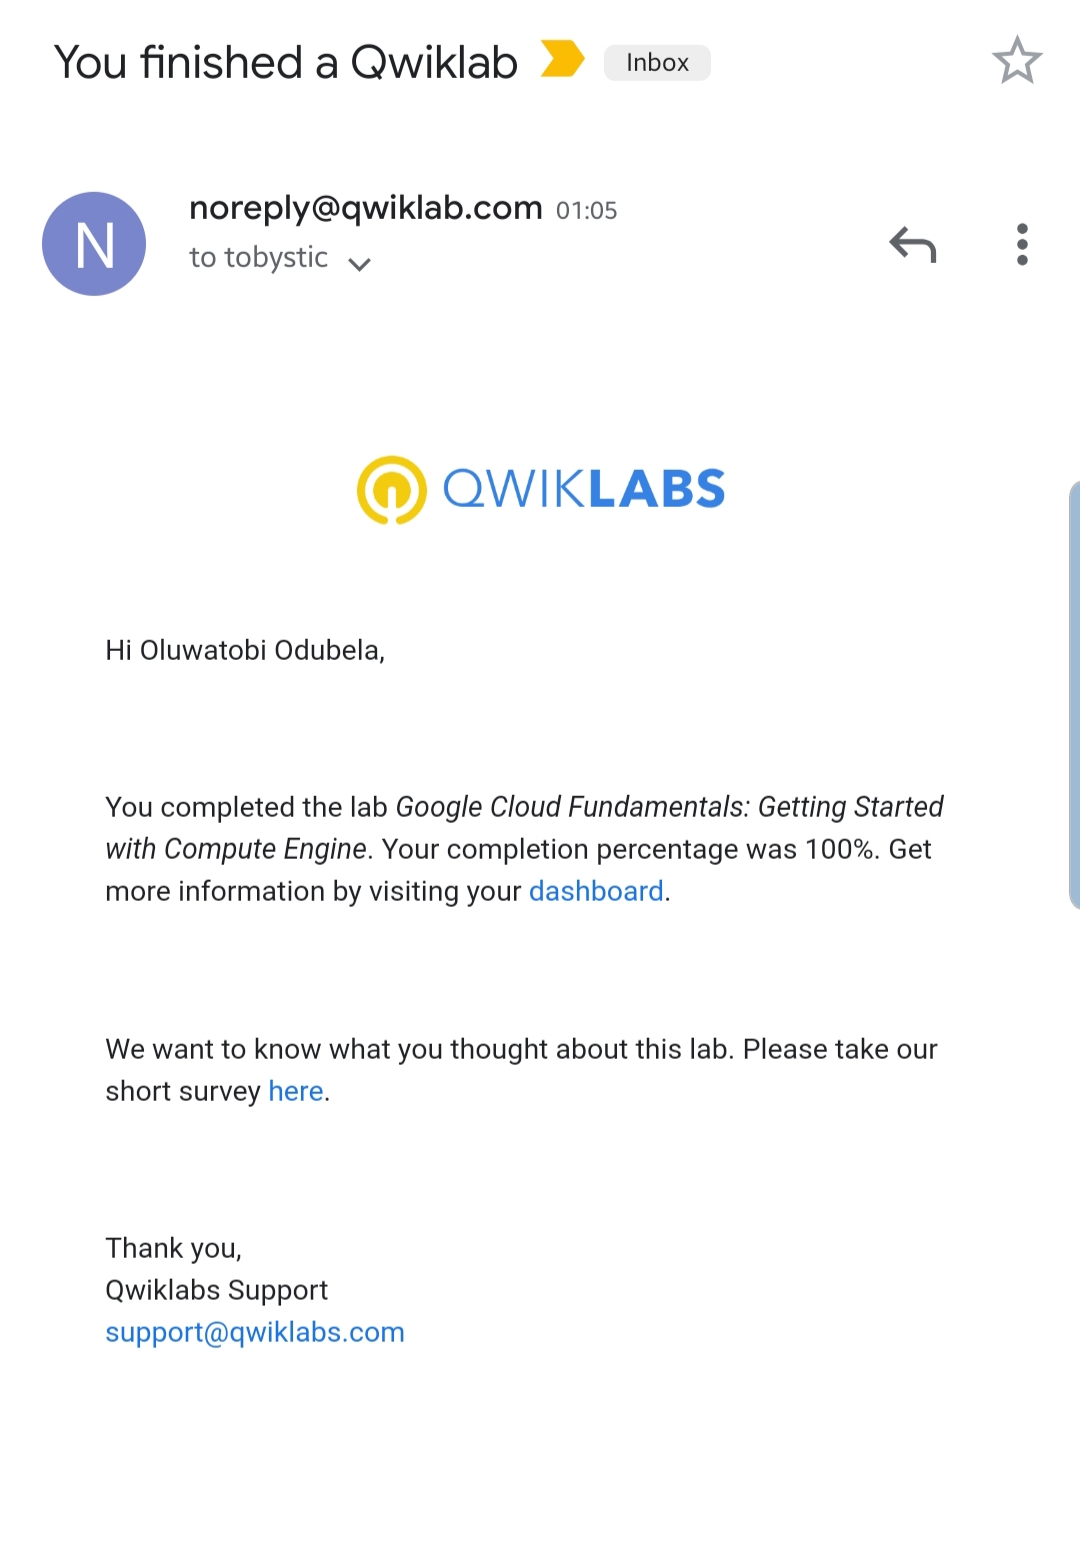 You finished a Qwiklab Inbox
N
noreply@qwiklab.com 01:05
to tobystic
QWIKLABS
Hi Oluwatobi Odubela,
You completed the lab Google Cloud Fundamentals: Getting Started
with Compute Engine. Your completion percentage was 100%. Get
more information by visiting your dashboard.
We want to know what you thought about this lab. Please take our
short survey here.
Thank you,
Qwiklabs Support
support@qwiklabs.com